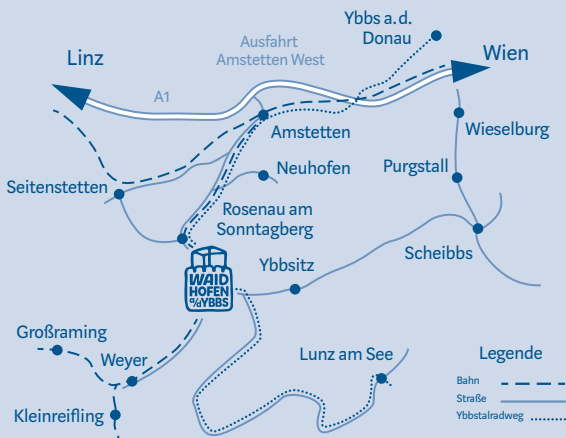 Ybbs a. d.
Donau
Ausfahrt
Amstetten West
Linz
Wien
A1
Amstetten
Wieselburg
Neuhofen
Purgstall
Seitenstetten
Rosenau am
Sonntagberg
Scheibbs
Ybbsitz
WAID
HOFEN
a/d YBBS
Großraming
Weyer
Lunz am See
Kleinreifling
Legende
Bahn
Straße
Ybbstalradweg